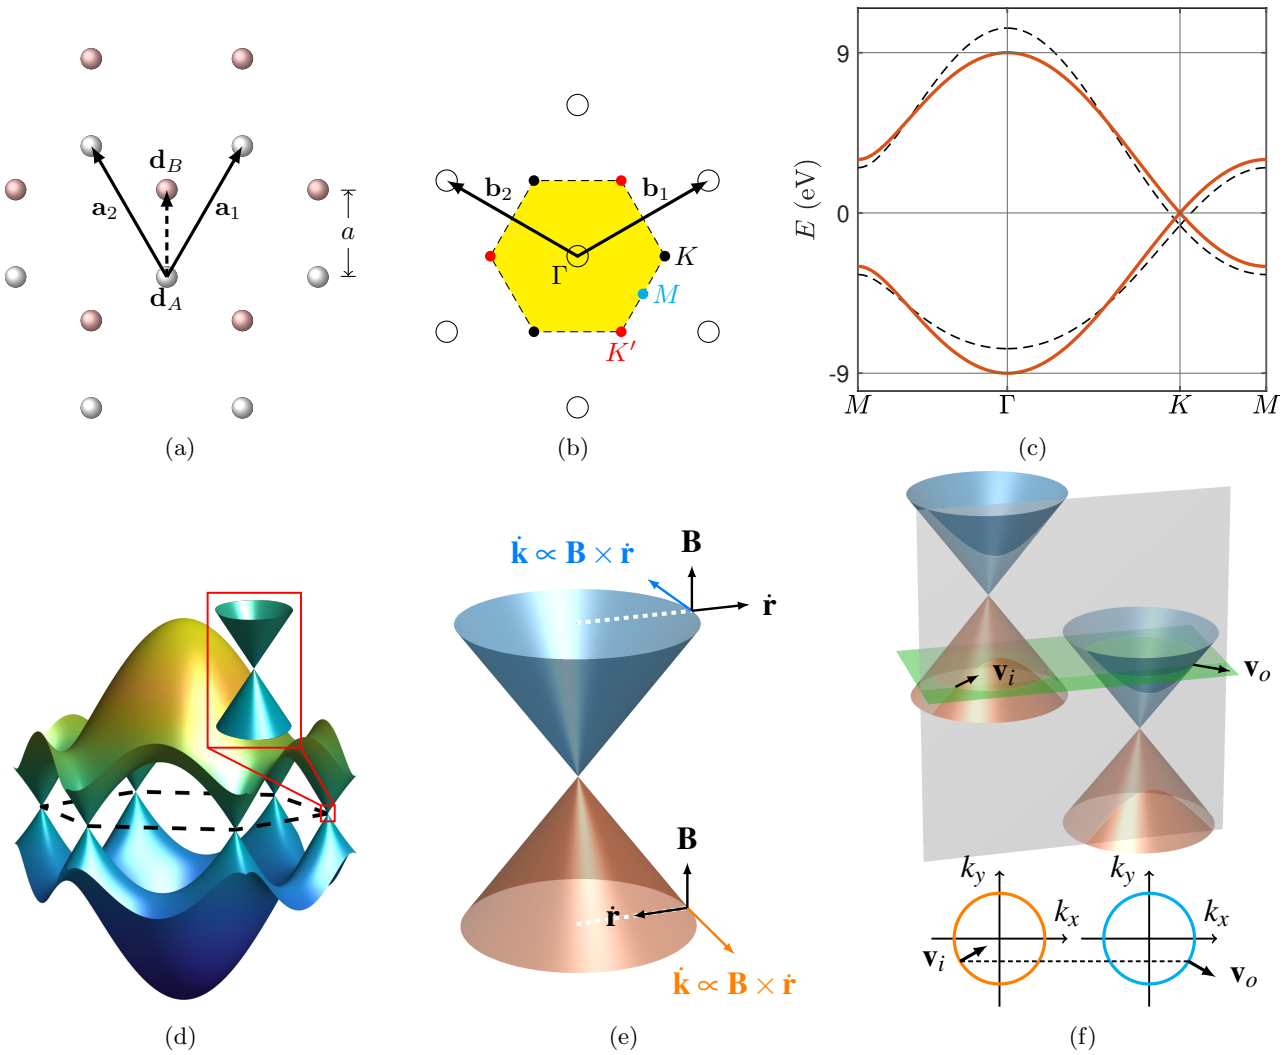 d_B
a_2
a_1
a
d_A
(a)
b_2
b_1
Γ
K
M
K′
(b)
E (eV)
9
0
-9
M Γ K M
(c)
(d)
k̇ ∝ B × ṙ
B
ṙ
B
ṙ
k̇ ∝ B × ṙ
(e)
v_i
v_o
k_y
k_x
v_i
k_y
k_x
v_o
(f)